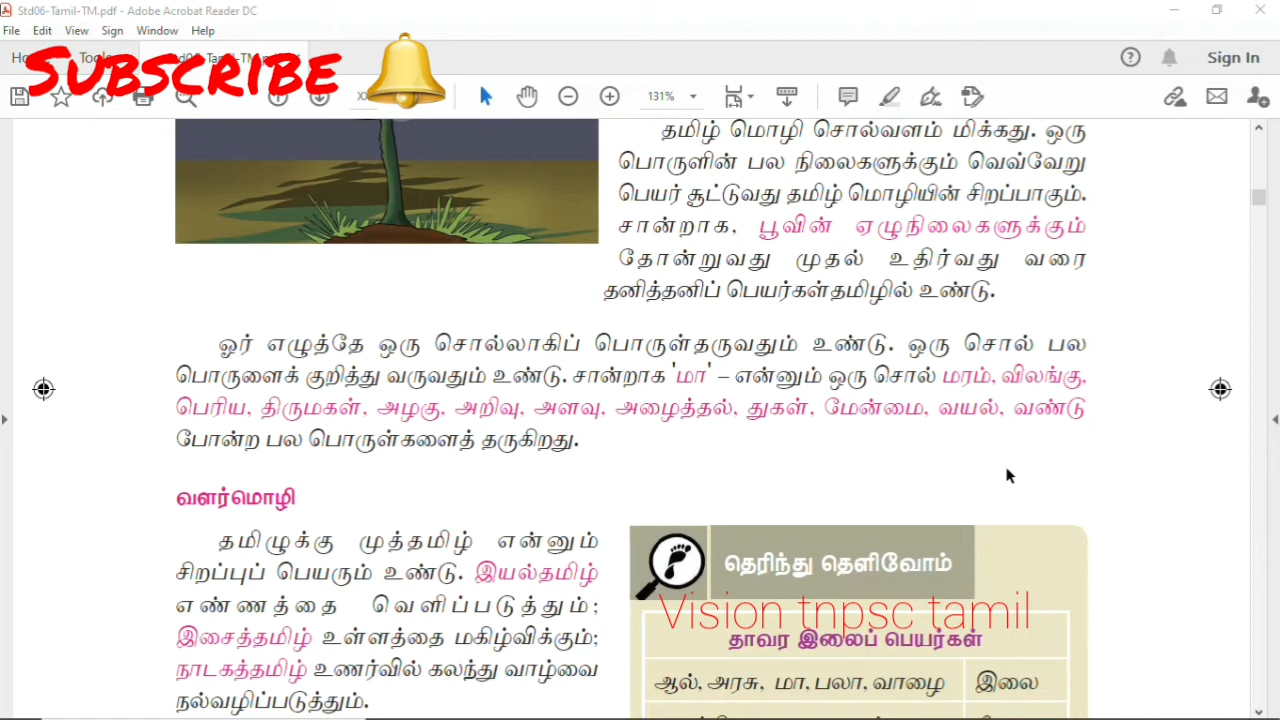 Std06-Tamil-TM.pdf - Adobe Acrobat Reader DC
File Edit View Sign Window Help
SUBSCRIBE
Sign In
131%
தமிழ் மொழி சொல்வளம் மிக்கது. ஒரு
பொருளின் பல நிலைகளுக்கும் வெவ்வேறு
பெயர் சூட்டுவது தமிழ் மொழியின் சிறப்பாகும்.
சான்றாக, பூவின் ஏழுநிலைகளுக்கும்
தோன்றுவது முதல் உதிர்வது வரை
தனித்தனிப் பெயர்கள்தமிழில் உண்டு.
ஓர் எழுத்தே ஒரு சொல்லாகிப் பொருள்தருவதும் உண்டு. ஒரு சொல் பல
பொருளைக் குறித்து வருவதும் உண்டு. சான்றாக 'மா' – என்னும் ஒரு சொல் மரம், விலங்கு,
பெரிய, திருமகள், அழகு, அறிவு, அளவு, அழைத்தல், துகள், மேன்மை, வயல், வண்டு
போன்ற பல பொருள்களைத் தருகிறது.
வளர்மொழி
தமிழுக்கு முத்தமிழ் என்னும்
சிறப்புப் பெயரும் உண்டு. இயல்தமிழ்
எண்ணத்தை வெளிப்படுத்தும்;
இசைத்தமிழ் உள்ளத்தை மகிழ்விக்கும்;
நாடகத்தமிழ் உணர்வில் கலந்து வாழ்வை
நல்வழிப்படுத்தும்.
தெரிந்து தெளிவோம்
Vision tnpsc tamil
தாவர இலைப் பெயர்கள்
ஆல், அரசு, மா, பலா, வாழை இலை